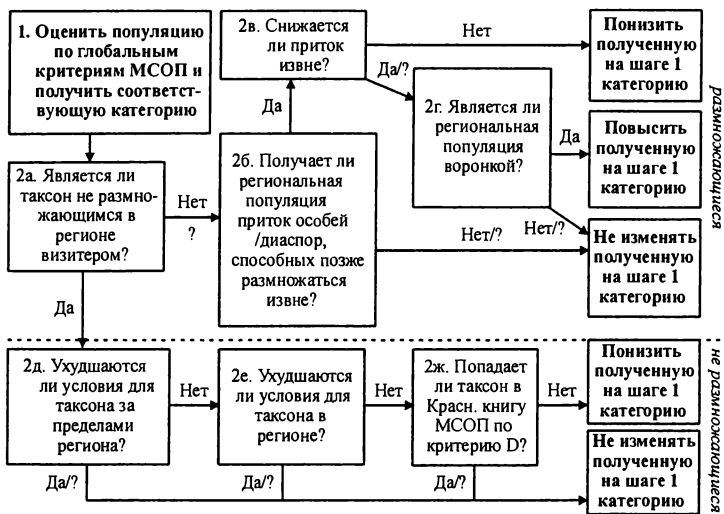 1. Оценить популяцию
по глобальным
критериям МСОП и
получить соответст-
вующую категорию
2в. Снижается
ли приток
извне?
Нет
Понизить
полученную
на шаге 1
категорию
Да/?
Да
2г. Является ли
региональная
популяция
воронкой?
Да
Повысить
полученную
на шаге 1
категорию
размножающиеся
2а. Является ли
таксон не размно-
жающимся в
регионе
визитером?
Нет
?
2б. Получает ли
региональная
популяция
приток особей
/диаспор,
способных позже
размножаться
извне?
Нет/?
Нет/?
Не изменять
полученную
на шаге 1
категорию
Да
2д. Ухудшаются
ли условия для
таксона за
пределами
региона?
Нет
2е. Ухудшаются
ли условия для
таксона в
регионе?
Нет
2ж. Попадает
ли таксон в
Красн. книгу
МСОП по
критерию D?
Нет
Понизить
полученную
на шаге 1
категорию
не размножающиеся
Да/?
Да/?
Да/?
Не изменять
полученную
на шаге 1
категорию